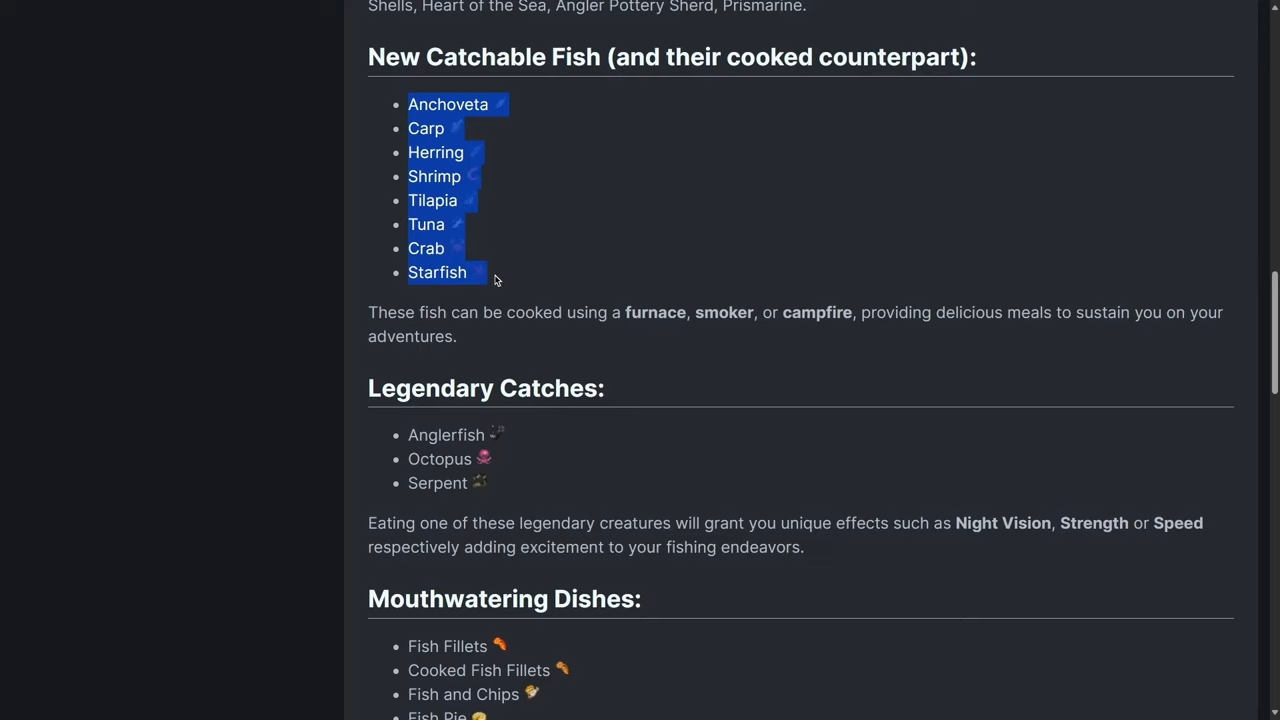 Shells, Heart of the Sea, Angler Pottery Sherd, Prismarine.
New Catchable Fish (and their cooked counterpart):
Anchoveta
Carp
Herring
Shrimp
Tilapia
Tuna
Crab
Starfish
These fish can be cooked using a furnace, smoker, or campfire, providing delicious meals to sustain you on your
adventures.
Legendary Catches:
Anglerfish
Octopus
Serpent
Eating one of these legendary creatures will grant you unique effects such as Night Vision, Strength or Speed
respectively adding excitement to your fishing endeavors.
Mouthwatering Dishes:
Fish Fillets
Cooked Fish Fillets
Fish and Chips
Fish Pie